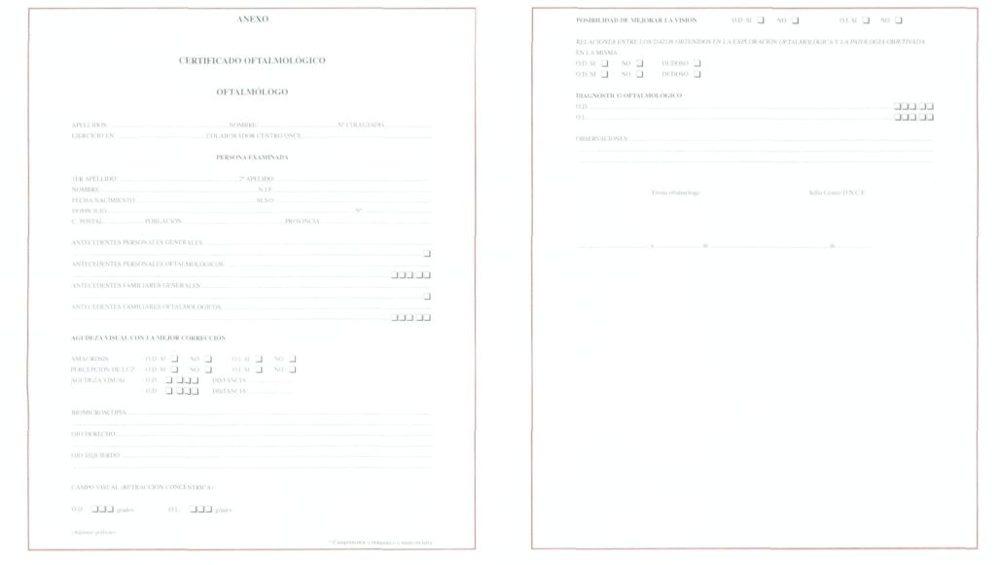 ANEXO
CERTIFICADO OFTALMOLÓGICO
OFTALMÓLOGO
APELLIDOS NOMBRE: Nº COLEGIADO
EJERCICIO EN COLABORADOR CENTRO ONCE
PERSONA EXAMINADA
1ER APELLIDO: 2º APELIDO
NOMBRE N.I.F.
FECHA NACIMIENTO: SEXO:
DOMICILIO Nº
C. POSTAL POBLACIÓN: PROVINCIA
ANTECEDENTES PERSONALES GENERALES:
ANTECEDENTES PERSONALES OFTALMOLÓGICOS
ANTECEDENTES FAMILIARES GENERALES
ANTECEDENTES FAMILIARES OFTALMOLÓGICOS
AGUDEZA VISUAL CON LA MEJOR CORRECCIÓN
AMAUROSIS O.D. SI NO O.I. SI NO
PERCEPCIÓN DE LUZ O.D. SI NO O.I. SI NO
AGUDEZA VISUAL O.D. DISTANCIA
O.D. DISTANCIA
BIOMICROSCOPIA
OJO DERECHO
OJO IZQUIERDO
CAMPO VISUAL (RETRACCIÓN CONCÉNTRICA)
O.D. grados O.I. grados
(Adjuntar gráficas)
POSIBILIDAD DE MEJORAR LA VISIÓN O.D. SI NO O.I. SI NO
RELACIONES ENTRE LOS DATOS OBTENIDOS EN LA EXPLORACIÓN OFTALMOLÓGICA Y LA PATOLOGÍA OBJETIVADA
EN LA MISMA
O.D. SI NO DUDOSO
O.D. SI NO DUDOSO
DIAGNÓSTICO OFTALMOLÓGICO
O.D.
O.I.
OBSERVACIONES:
Firma oftalmólogo Sello Centro O.N.C.E.
a de de